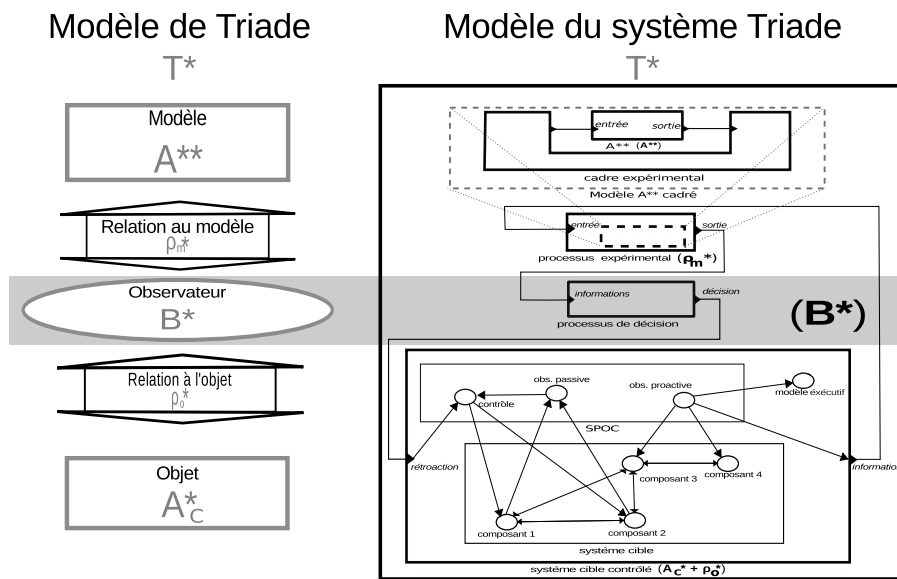 Modèle de Triade
T*
Modèle
A**
Relation au modèle
ρm*
Observateur
B*
Relation à l'objet
ρo*
Objet
A*C
Modèle du système Triade
T*
entrée
sortie
A** (A**)
cadre expérimental
Modèle A** cadré
entrée
sortie
processus expérimental (ρm*)
informations
décision
processus de décision
(B*)
obs. passive
obs. proactive
contrôle
modèle éxécutif
SPOC
rétroaction
information
composant 3
composant 4
composant 1
composant 2
système cible
système cible contrôlé (Ac* + ρo*)